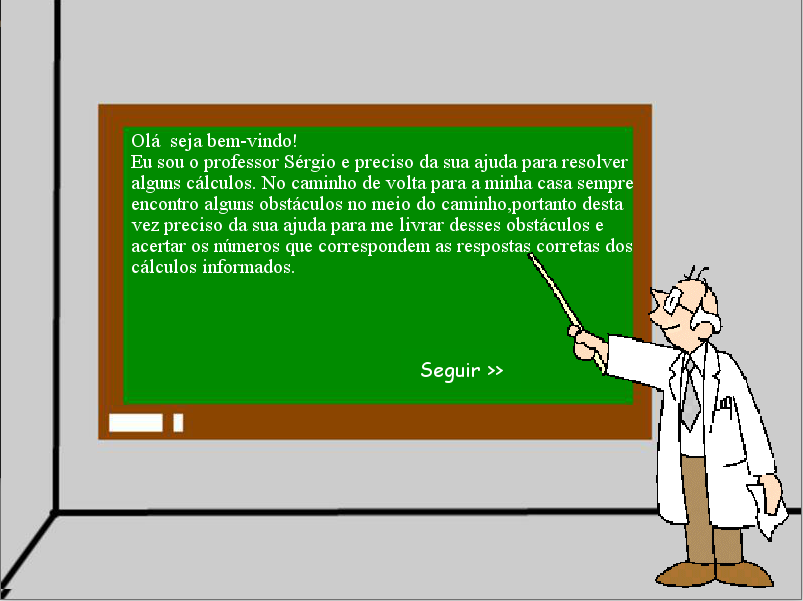 Olá  seja bem-vindo!
Eu sou o professor Sérgio e preciso da sua ajuda para resolver
alguns cálculos. No caminho de volta para a minha casa sempre
encontro alguns obstáculos no meio do caminho,portanto desta
vez preciso da sua ajuda para me livrar desses obstáculos e
acertar os números que correspondem as respostas corretas dos
cálculos informados.
Seguir >>